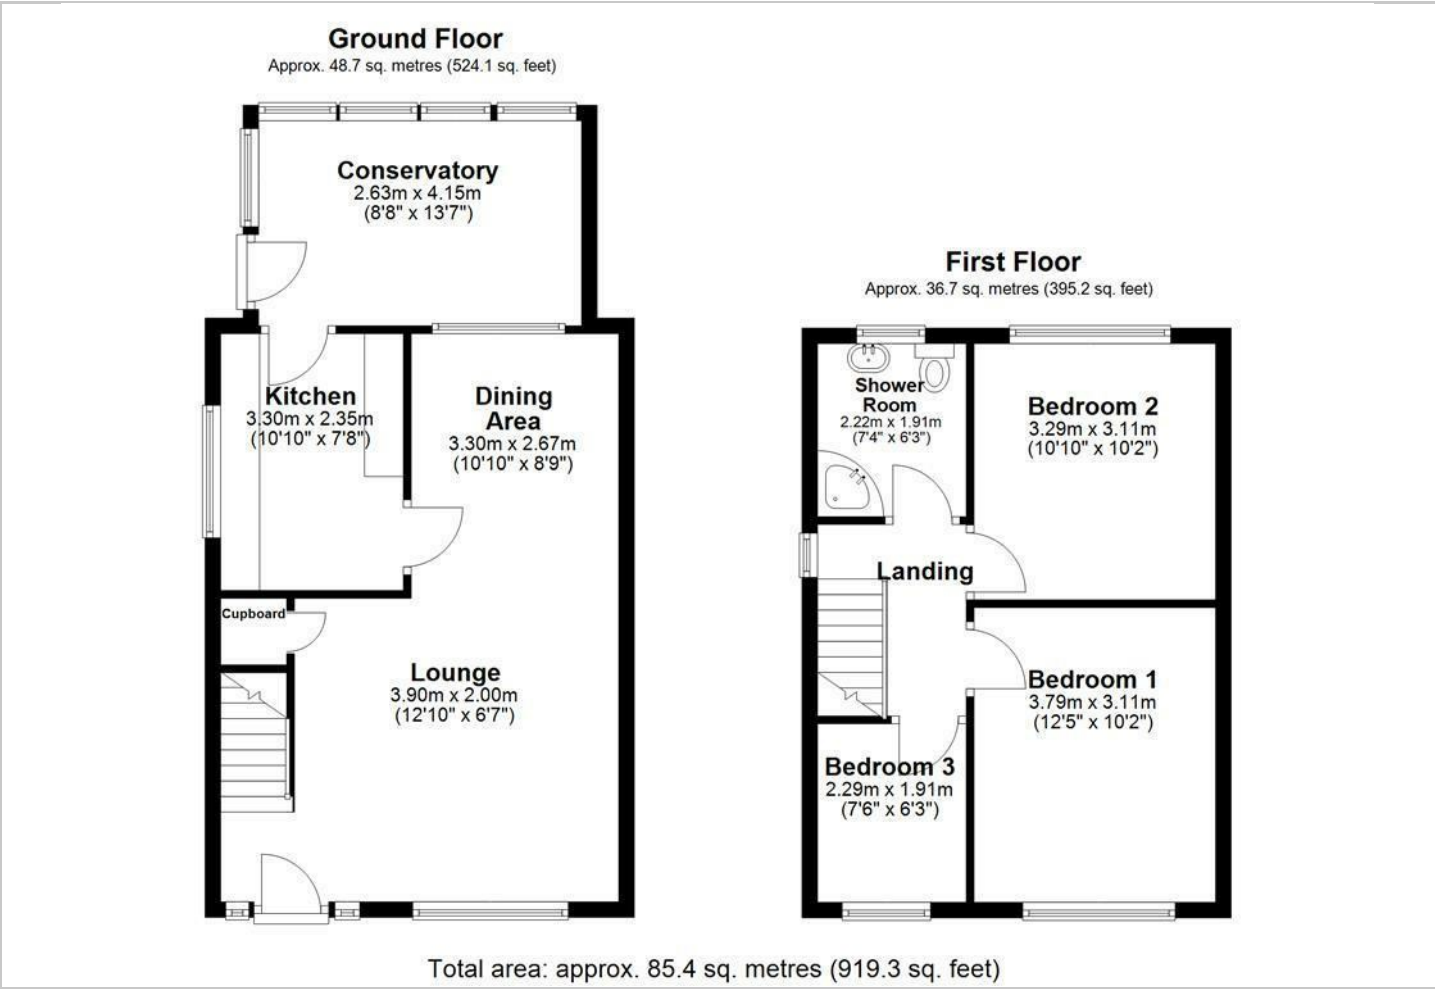 Ground Floor
Approx. 48.7 sq. metres (524.1 sq. feet)
Conservatory
2.63m x 4.15m
(8'8" x 13'7")
Kitchen
3.30m x 2.35m
(10'10" x 7'8")
Dining
Area
3.30m x 2.67m
(10'10" x 8'9")
Cupboard
Lounge
3.90m x 2.00m
(12'10" x 6'7")
First Floor
Approx. 36.7 sq. metres (395.2 sq. feet)
Shower
Room
2.22m x 1.91m
(7'4" x 6'3")
Bedroom 2
3.29m x 3.11m
(10'10" x 10'2")
Landing
Bedroom 1
3.79m x 3.11m
(12'5" x 10'2")
Bedroom 3
2.29m x 1.91m
(7'6" x 6'3")
Total area: approx. 85.4 sq. metres (919.3 sq. feet)